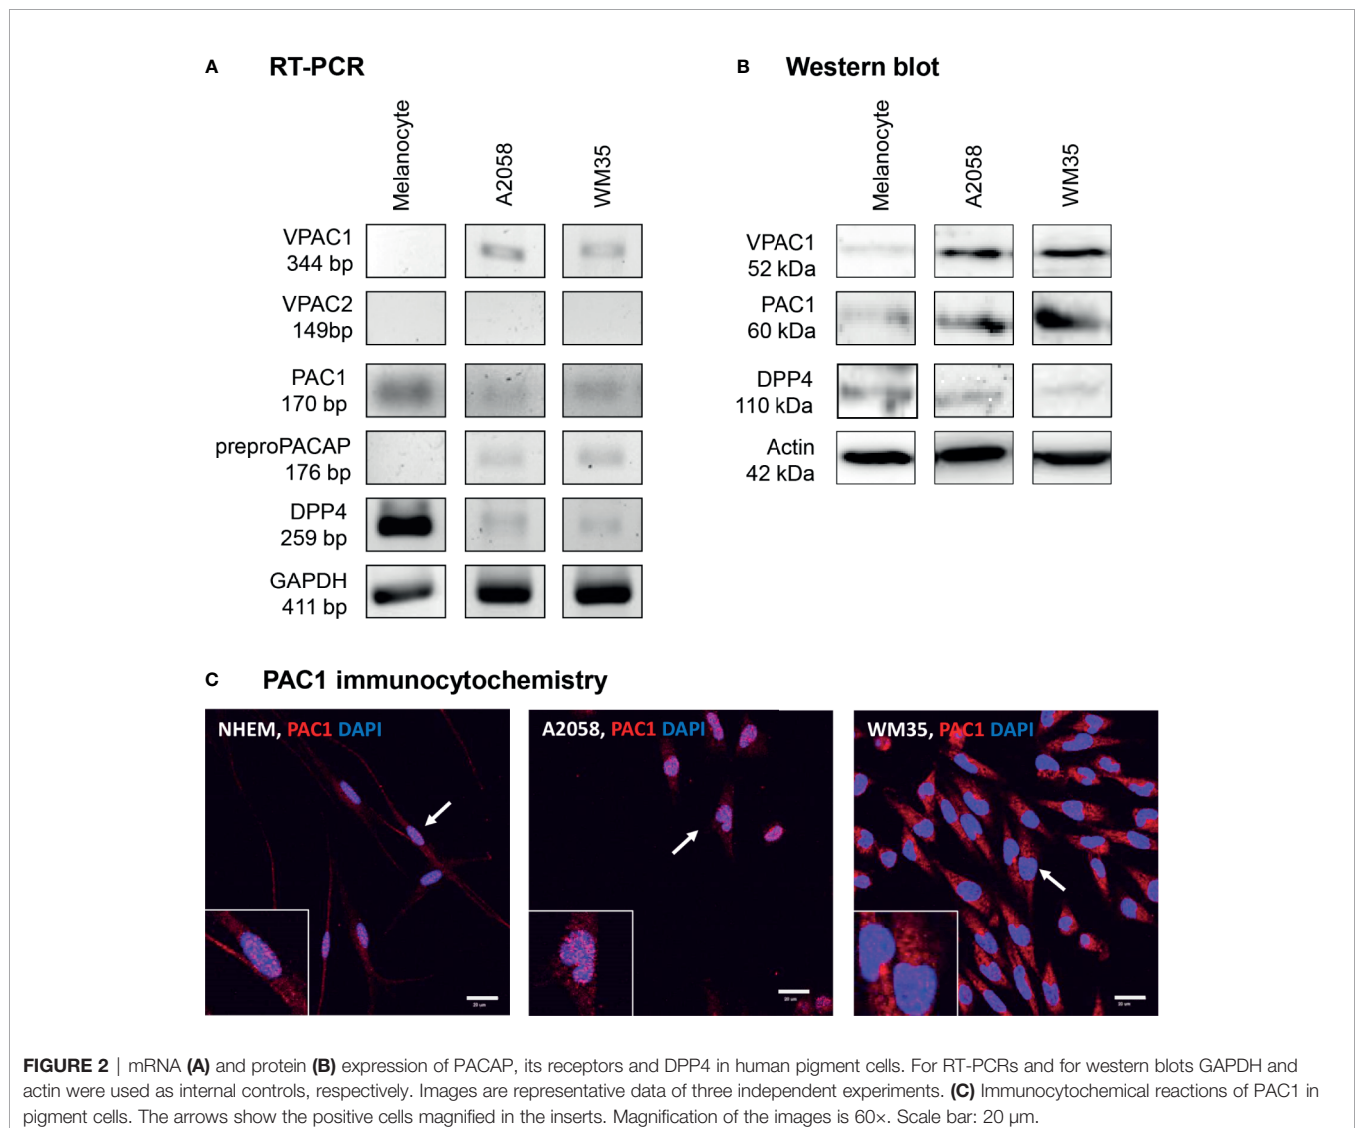 A RT-PCR
Melanocyte
A2058
WM35
VPAC1
344 bp
VPAC2
149bp
PAC1
170 bp
preproPACAP
176 bp
DPP4
259 bp
GAPDH
411 bp
B Western blot
Melanocyte
A2058
WM35
VPAC1
52 kDa
PAC1
60 kDa
DPP4
110 kDa
Actin
42 kDa
C PAC1 immunocytochemistry
NHEM, PAC1 DAPI
20 µm
A2058, PAC1 DAPI
20 µm
WM35, PAC1 DAPI
20 µm
FIGURE 2 | mRNA (A) and protein (B) expression of PACAP, its receptors and DPP4 in human pigment cells. For RT-PCRs and for western blots GAPDH and
actin were used as internal controls, respectively. Images are representative data of three independent experiments. (C) Immunocytochemical reactions of PAC1 in
pigment cells. The arrows show the positive cells magnified in the inserts. Magnification of the images is 60×. Scale bar: 20 µm.